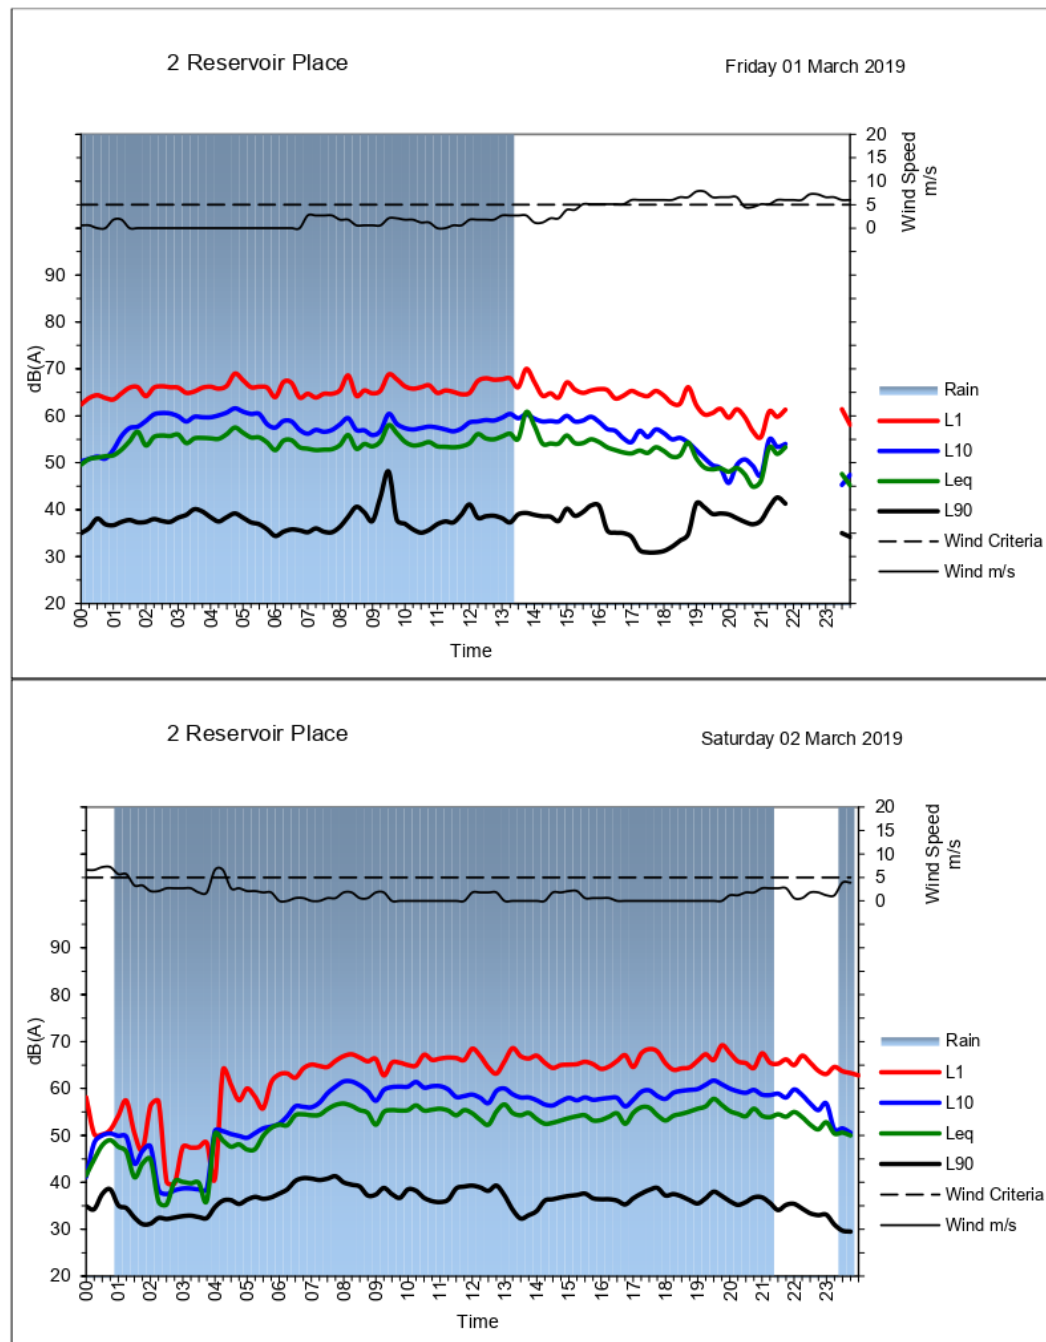 2 Reservoir Place
Friday 01 March 2019
20
15
10
5
0
Wind Speed
m/s
90
80
70
60
50
40
30
20
dB(A)
00 01 02 03 04 05 06 07 08 09 10 11 12 13 14 15 16 17 18 19 20 21 22 23
Time
Rain
L1
L10
Leq
L90
Wind Criteria
Wind m/s
2 Reservoir Place
Saturday 02 March 2019
20
15
10
5
0
Wind Speed
m/s
90
80
70
60
50
40
30
20
dB(A)
00 01 02 03 04 05 06 07 08 09 10 11 12 13 14 15 16 17 18 19 20 21 22 23
Time
Rain
L1
L10
Leq
L90
Wind Criteria
Wind m/s